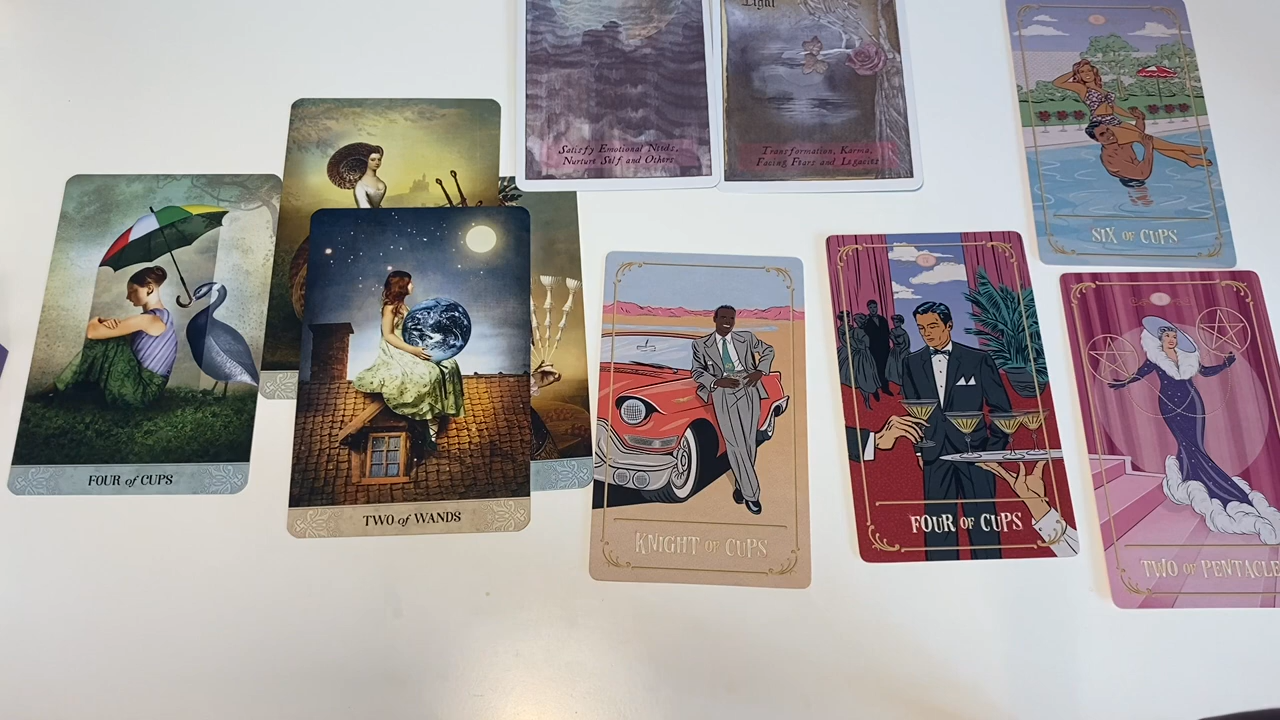 Light
Satisfy Emotional Needs,
Nurture Self and Others
Transformation, Karma,
Facing Fears and Legacies
SIX OF CUPS
FOUR of CUPS
TWO of WANDS
KNIGHT OF CUPS
FOUR OF CUPS
TWO OF PENTACLE